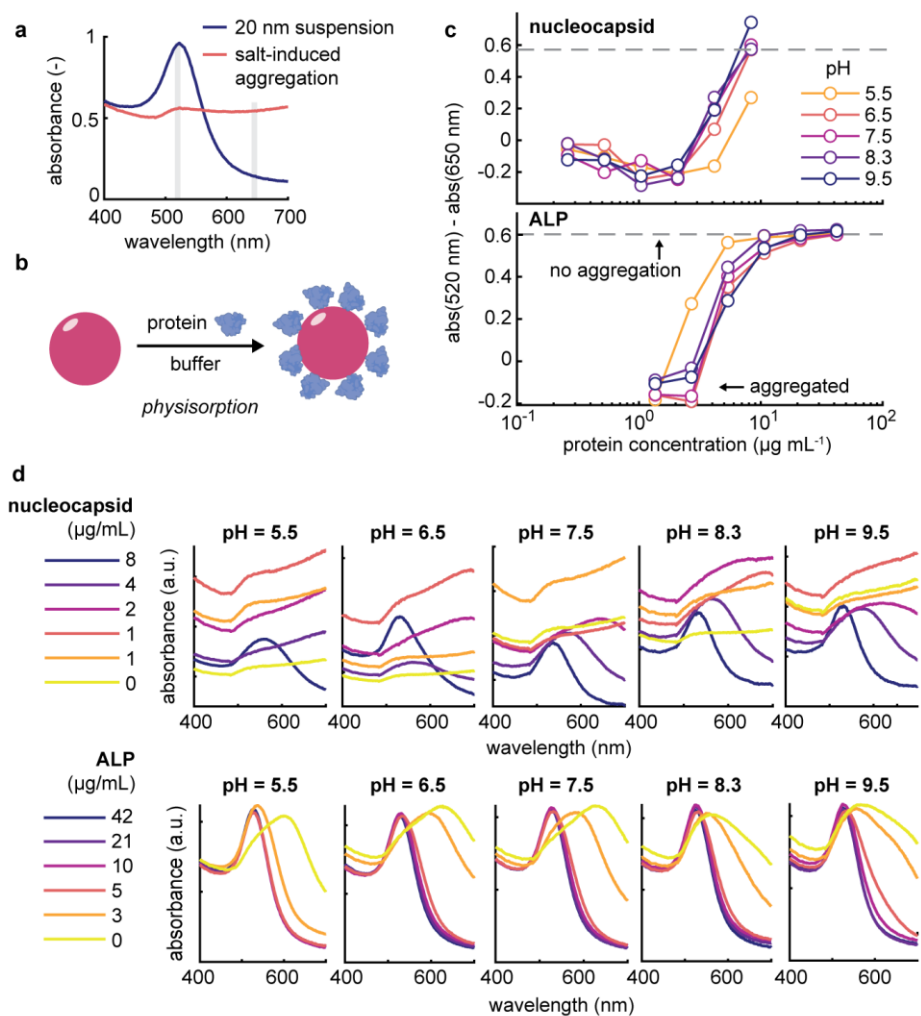 a
20 nm suspension
salt-induced
aggregation
absorbance (-)
1
0.5
0
400 500 600 700
wavelength (nm)
b
protein
buffer
physisorption
c
nucleocapsid
0.6
0.4
0.2
0
-0.2
pH
5.5
6.5
7.5
8.3
9.5
abs(520 nm) - abs(650 nm)
ALP
0.6
0.4
0.2
0
-0.2
no aggregation
aggregated
10⁻¹ 10⁰ 10¹ 10²
protein concentration (µg mL⁻¹)
d
nucleocapsid
(µg/mL)
8
4
2
1
1
0
absorbance (a.u.)
pH = 5.5 pH = 6.5 pH = 7.5 pH = 8.3 pH = 9.5
400 600 400 600 400 600 400 600 400 600
wavelength (nm)
ALP
(µg/mL)
42
21
10
5
3
0
absorbance (a.u.)
pH = 5.5 pH = 6.5 pH = 7.5 pH = 8.3 pH = 9.5
400 600 400 600 400 600 400 600 400 600
wavelength (nm)